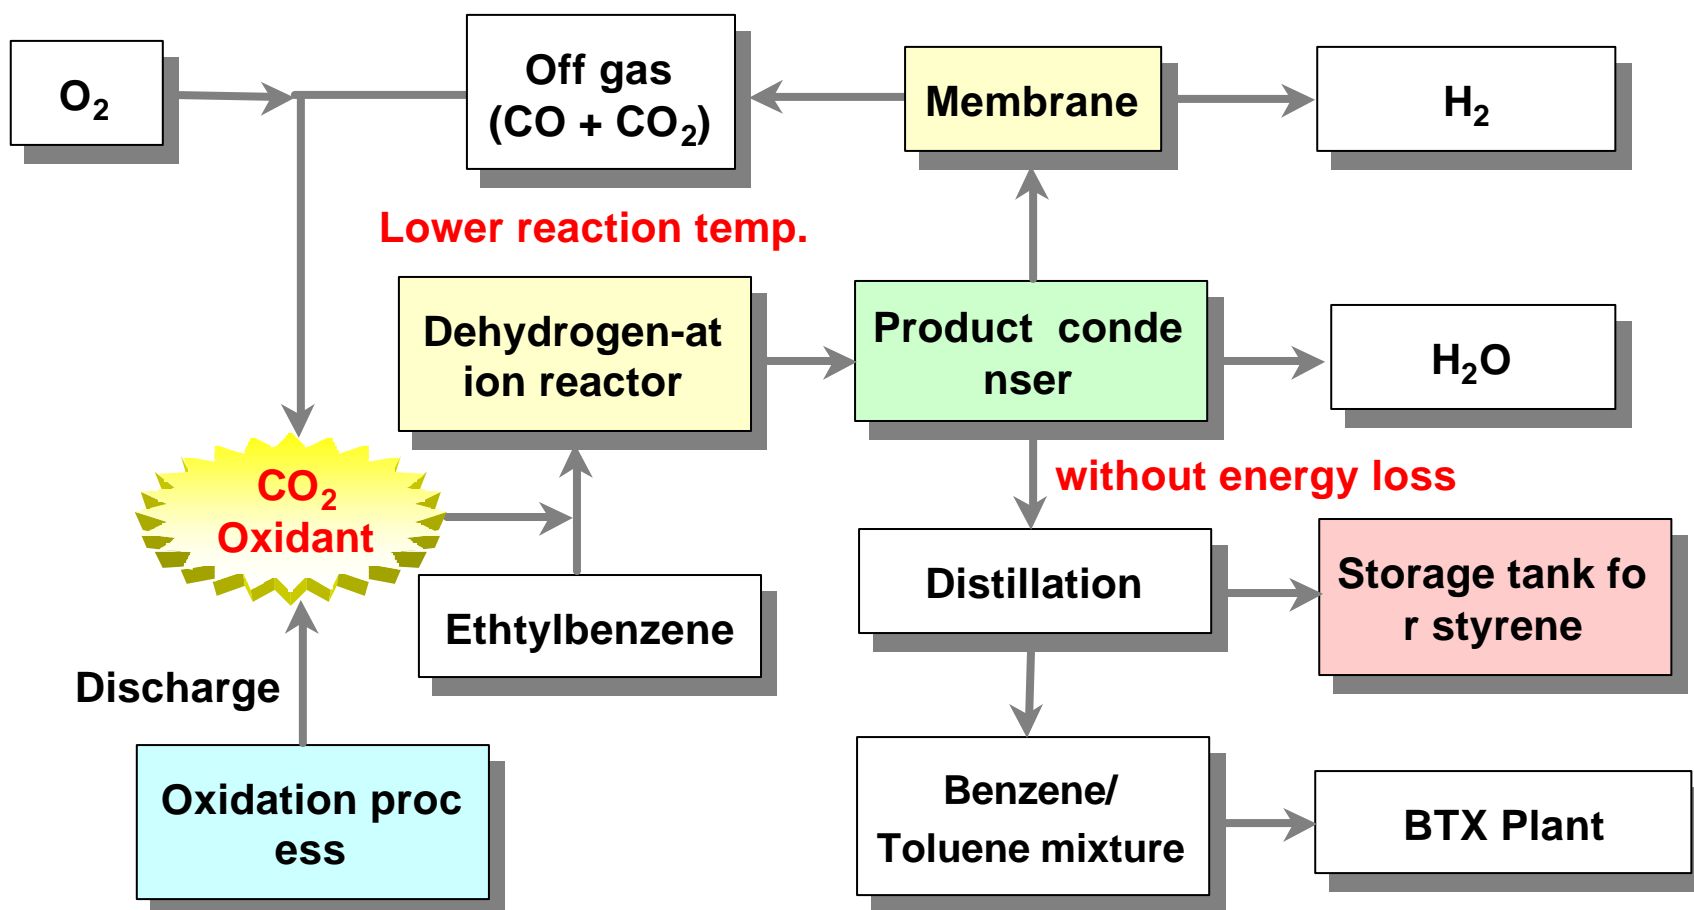 O2
Off gas
(CO + CO2)
Membrane
H2
Lower reaction temp.
Dehydrogen-at
ion reactor
Product conde
nser
H2O
CO2
Oxidant
without energy loss
Ethtylbenzene
Distillation
Storage tank fo
r styrene
Discharge
Oxidation proc
ess
Benzene/
Toluene mixture
BTX Plant